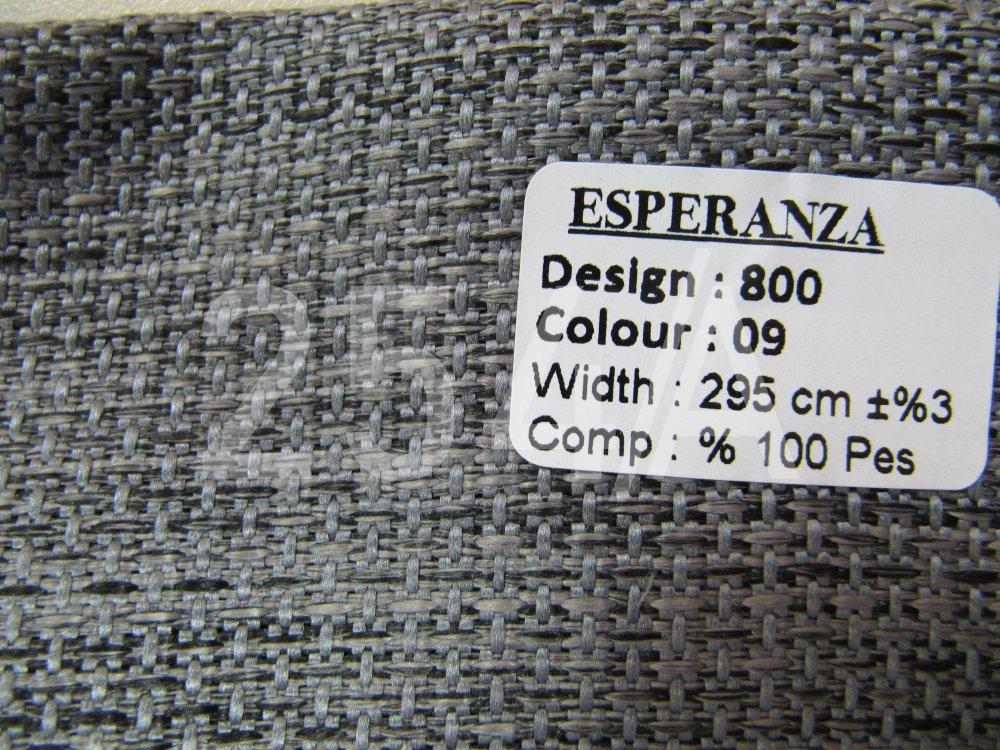 ESPERANZA
Design : 800
Colour : 09
Width : 295 cm ±%3
Comp : % 100 Pes